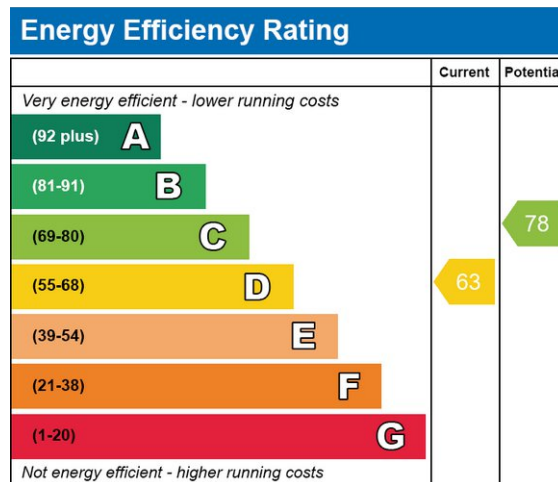 Energy Efficiency Rating
Current Potentia
Very energy efficient - lower running costs
(92 plus) A
(81-91) B
(69-80) C
78
(55-68) D
63
(39-54) E
(21-38) F
(1-20) G
Not energy efficient - higher running costs